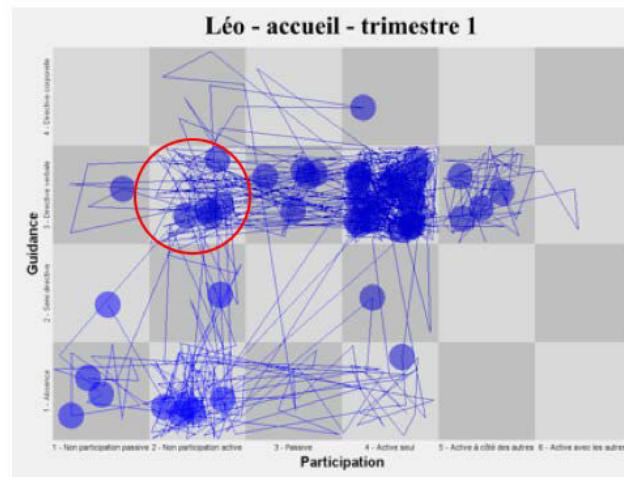 Léo - accueil - trimestre 1
4 - Directive corporelle
3 - Directive verbale
2 - Semi directive
1 - Absence
Guidance
1 - Non participation passive
2 - Non participation active
3 - Passive
4 - Active seul
5 - Active à côté des autres
6 - Active avec les autres
Participation